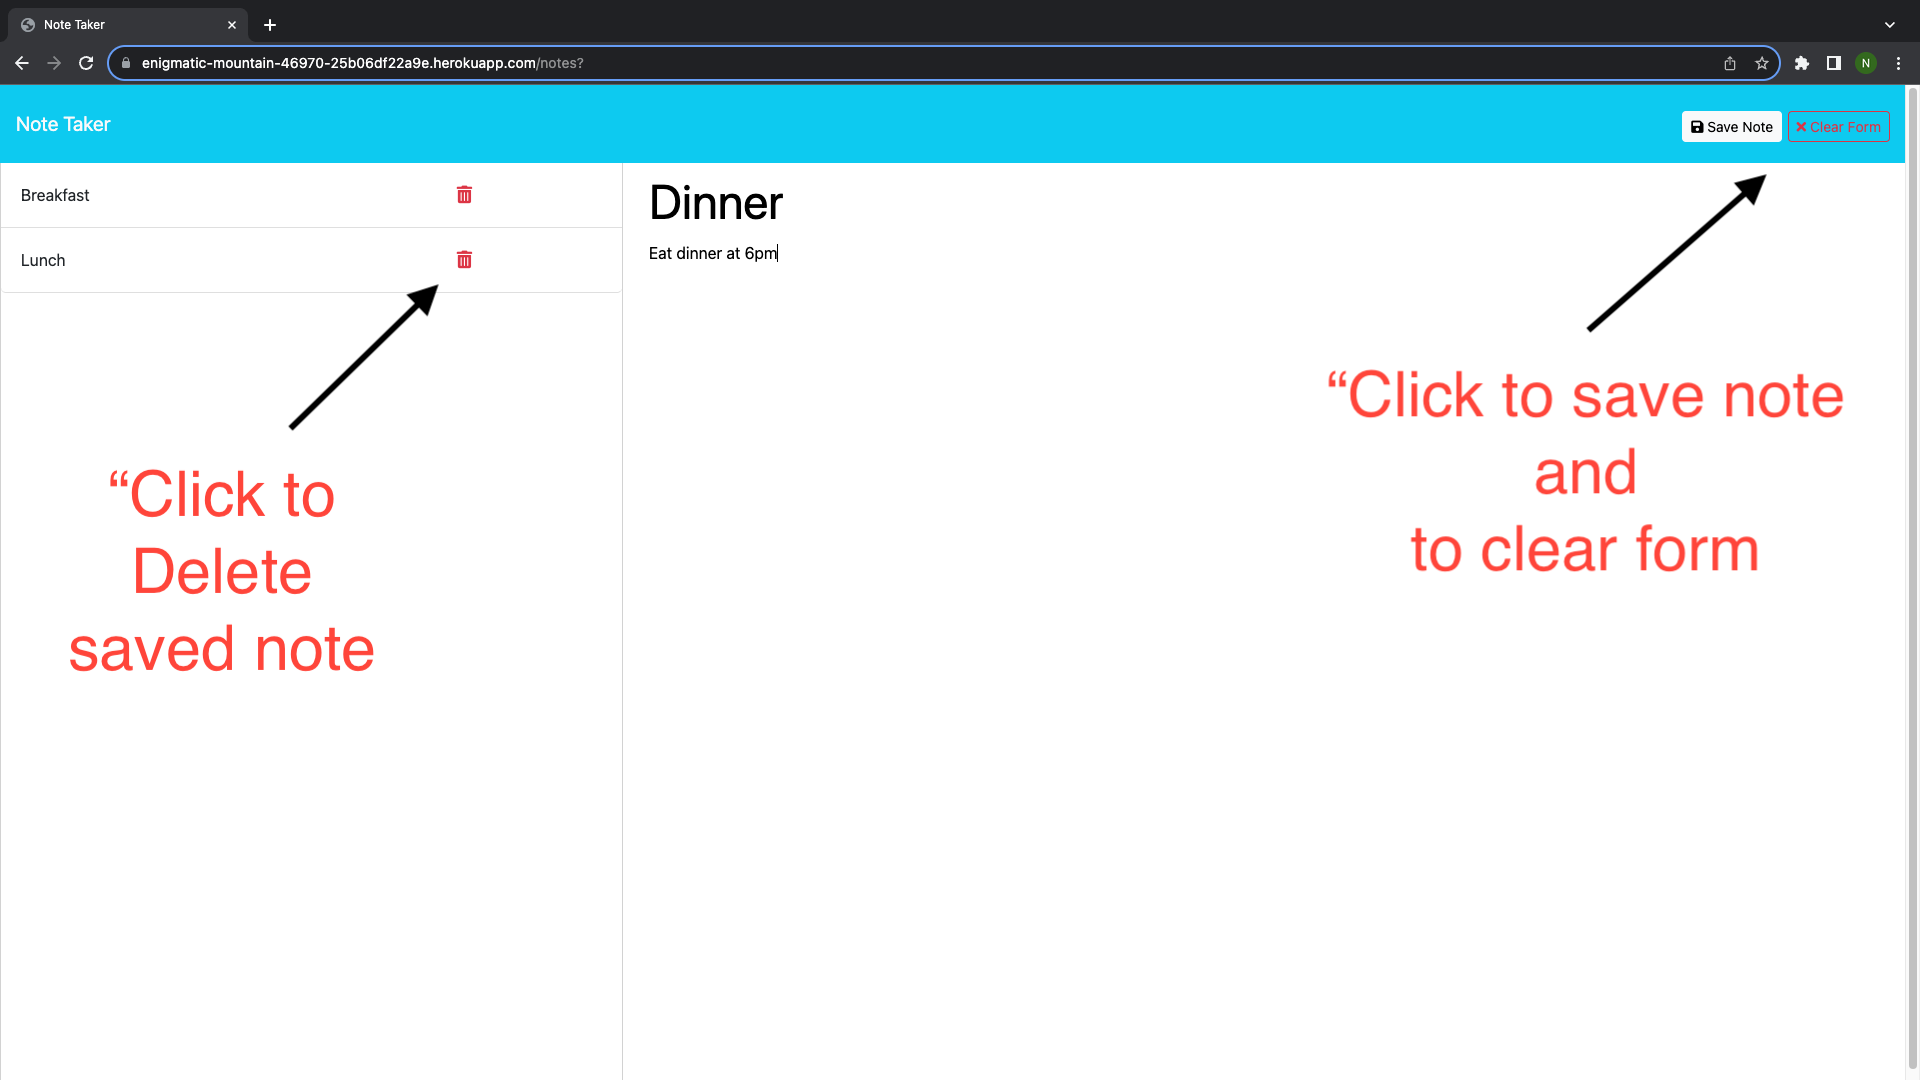 Note Taker
enigmatic-mountain-46970-25b06df22a9e.herokuapp.com/notes?
N
Note Taker
Save Note
Clear Form
Breakfast
Lunch
Dinner
Eat dinner at 6pm
“Click to
Delete
saved note
“Click to save note
and
to clear form